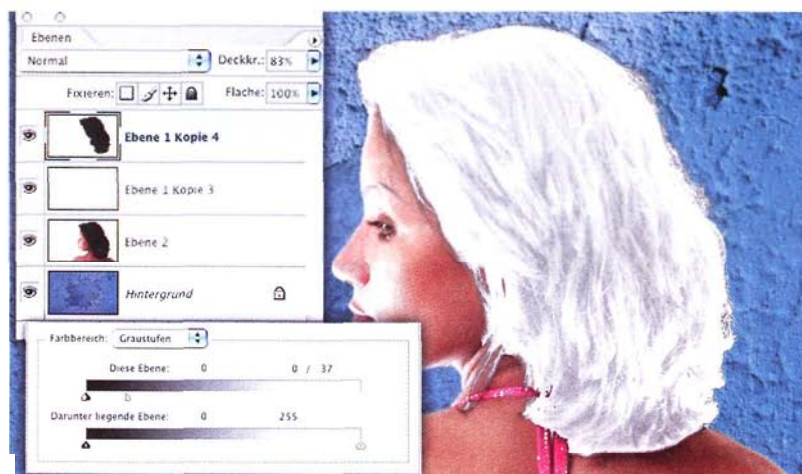 Ebenen
Normal Deckkr.: 83%
Fixieren: Fläche: 100%
Ebene 1 Kopie 4
Ebene 1 Kopie 3
Ebene 2
Hintergrund
Farbbereich: Graustufen
Diese Ebene: 0 0 / 37
Darunter liegende Ebene: 0 255